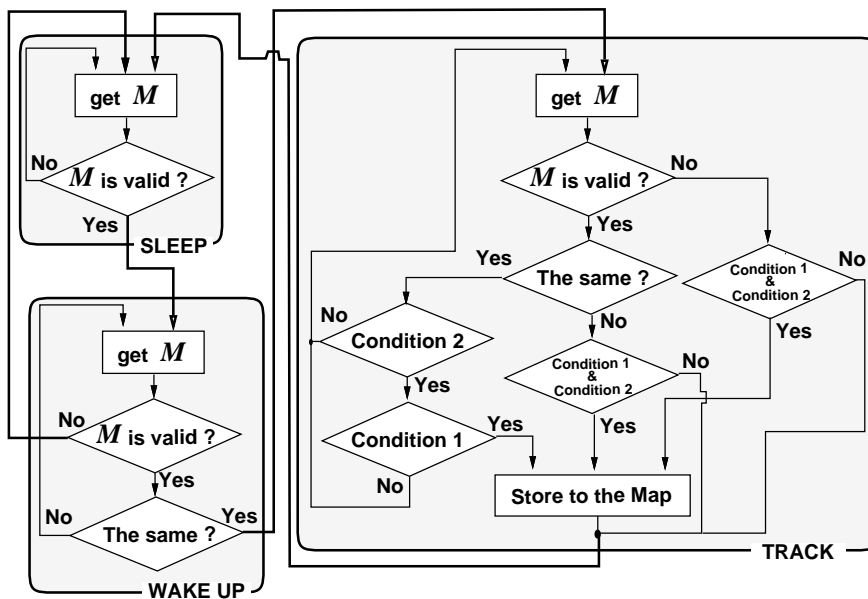 get M
No
M is valid ?
Yes
SLEEP
get M
No
M is valid ?
Yes
No
The same ?
Yes
WAKE UP
get M
M is valid ?
No
Yes
Yes
The same ?
Condition 1
&
Condition 2
No
No
Condition 2
No
Yes
Yes
Condition 1
&
Condition 2
No
Condition 1
Yes
Yes
No
Store to the Map
TRACK